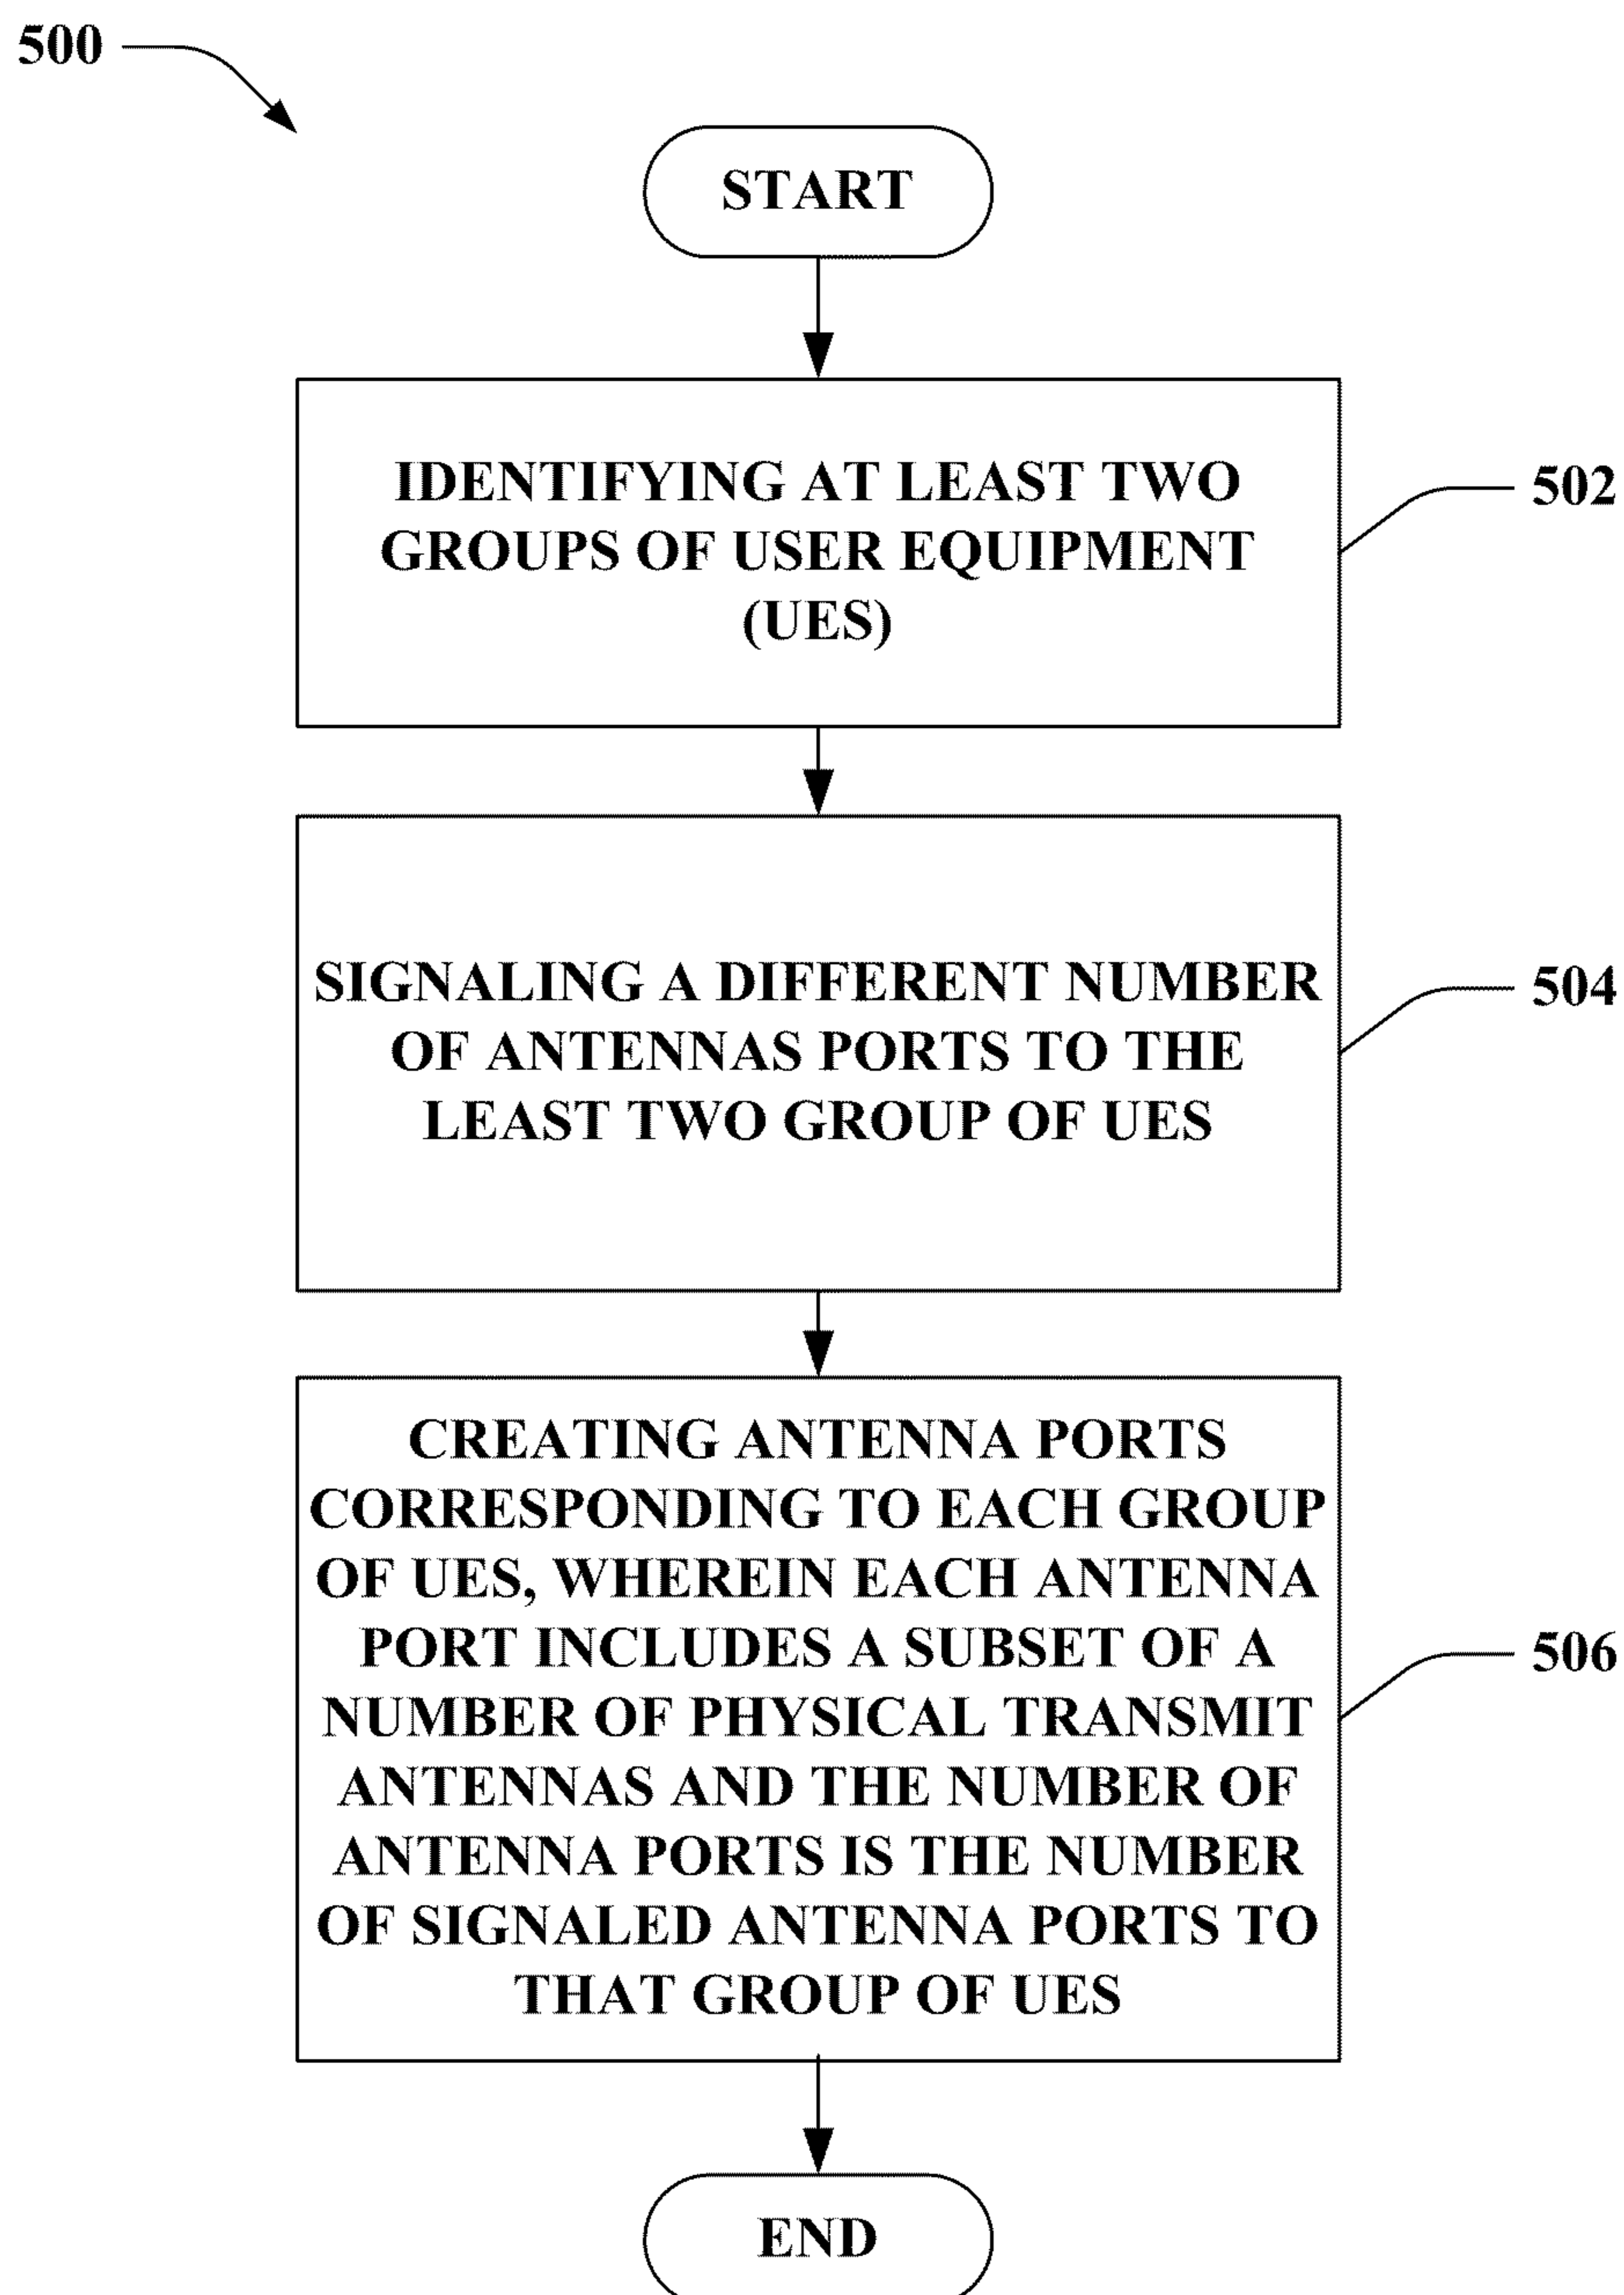 500
START
IDENTIFYING AT LEAST TWO
GROUPS OF USER EQUIPMENT
(UES)
502
SIGNALING A DIFFERENT NUMBER
OF ANTENNAS PORTS TO THE
LEAST TWO GROUP OF UES
504
CREATING ANTENNA PORTS
CORRESPONDING TO EACH GROUP
OF UES, WHEREIN EACH ANTENNA
PORT INCLUDES A SUBSET OF A
NUMBER OF PHYSICAL TRANSMIT
ANTENNAS AND THE NUMBER OF
ANTENNA PORTS IS THE NUMBER
OF SIGNALED ANTENNA PORTS TO
THAT GROUP OF UES
506
END